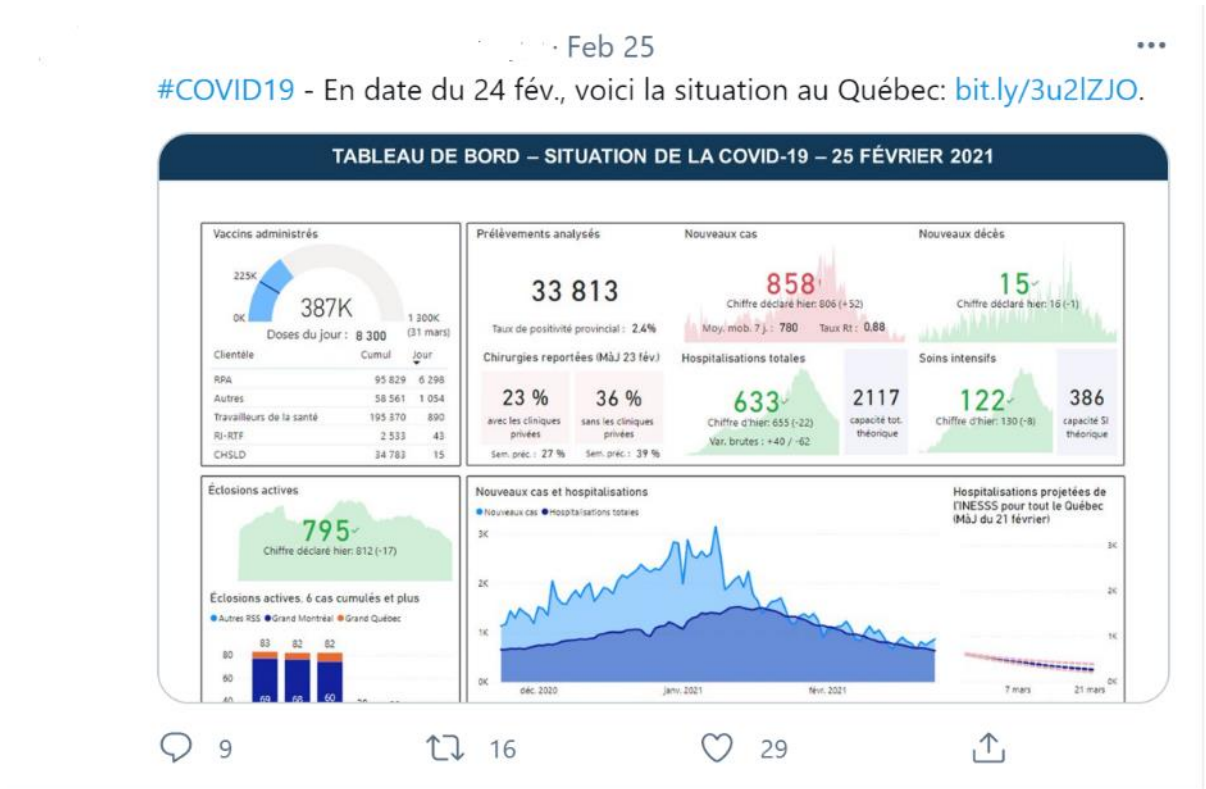 · Feb 25
#COVID19 - En date du 24 fév., voici la situation au Québec: bit.ly/3u2lZJO.
TABLEAU DE BORD – SITUATION DE LA COVID-19 – 25 FÉVRIER 2021
Vaccins administrés
225K
0K
387K
1 300K
(31 mars)
Doses du jour : 8 300
Clientèle Cumul Jour
RPA 95 829 6 298
Autres 58 561 1 054
Travailleurs de la santé 195 370 890
RI-RTF 2 533 43
CHSLD 34 783 15
Prélèvements analysés
33 813
Taux de positivité provincial : 2,4%
Nouveaux cas
858
Chiffre déclaré hier: 806 (+52)
Moy. mob. 7 j. : 780 Taux Rt : 0,88
Nouveaux décès
15
Chiffre déclaré hier: 16 (-1)
Chirurgies reportées (MàJ 23 fév.)
23 %
avec les cliniques
privées
Sem. préc. : 27 %
36 %
sans les cliniques
privées
Sem. préc. : 39 %
Hospitalisations totales
633
Chiffre d'hier: 655 (-22)
Var. brutes : +40 / -62
2117
capacité tot.
théorique
Soins intensifs
122
Chiffre d'hier: 130 (-8)
386
capacité SI
théorique
Éclosions actives
795
Chiffre déclaré hier: 812 (-17)
Éclosions actives, 6 cas cumulés et plus
Autres RSS Grand Montréal Grand Québec
83 82 82
80
60
40
69 68 60
Nouveaux cas et hospitalisations
Nouveaux cas Hospitalisations totales
3K
2K
1K
0K
déc. 2020 janv. 2021 févr. 2021
Hospitalisations projetées de
l'INESSS pour tout le Québec
(MàJ du 21 février)
3K
2K
1K
0K
7 mars 21 mars
9 16 29